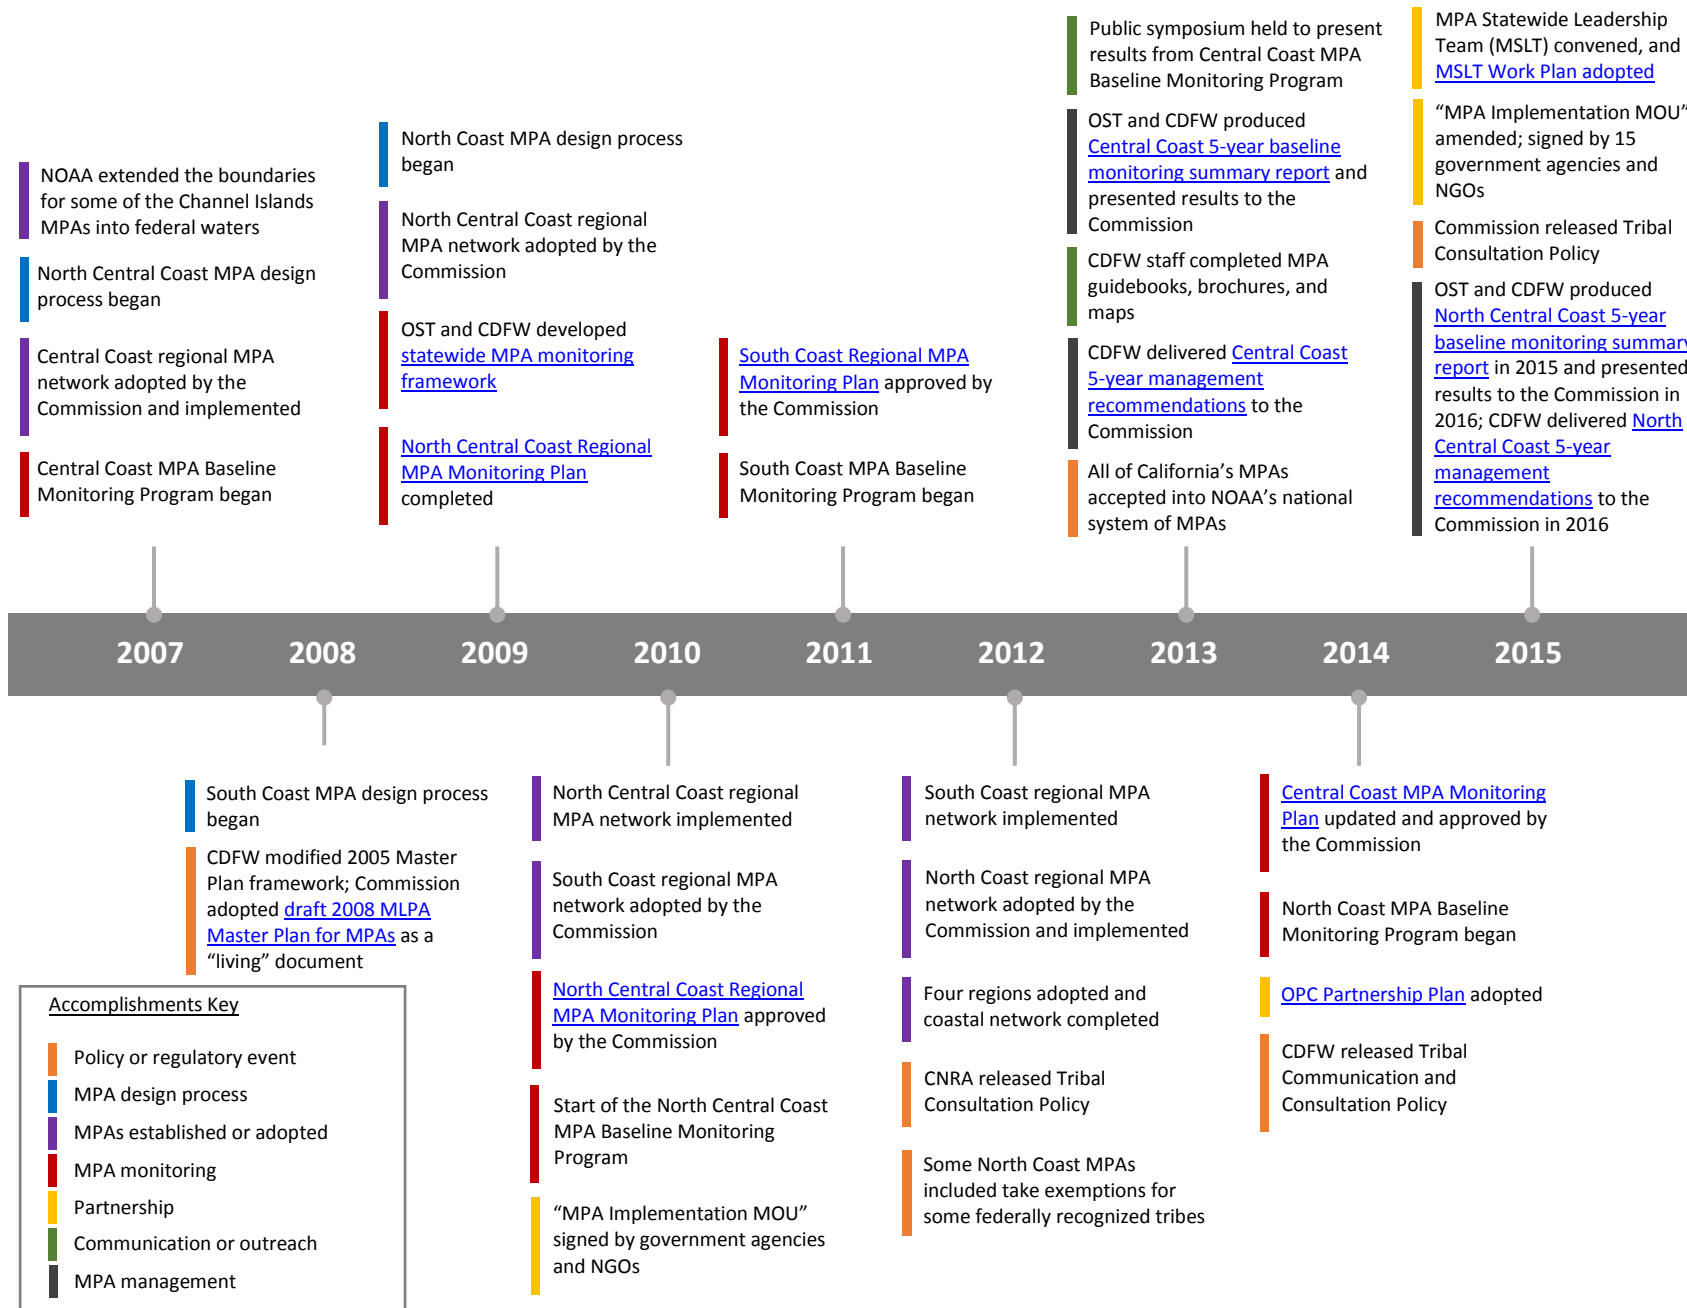 NOAA extended the boundaries
for some of the Channel Islands
MPAs into federal waters
North Central Coast MPA design
process began
Central Coast regional MPA
network adopted by the
Commission and implemented
Central Coast MPA Baseline
Monitoring Program began
North Coast MPA design process
began
North Central Coast regional
MPA network adopted by the
Commission
OST and CDFW developed
statewide MPA monitoring
framework
North Central Coast Regional
MPA Monitoring Plan
completed
South Coast Regional MPA
Monitoring Plan approved by
the Commission
South Coast MPA Baseline
Monitoring Program began
Public symposium held to present
results from Central Coast MPA
Baseline Monitoring Program
OST and CDFW produced
Central Coast 5-year baseline
monitoring summary report and
presented results to the
Commission
CDFW staff completed MPA
guidebooks, brochures, and
maps
CDFW delivered Central Coast
5-year management
recommendations to the
Commission
All of California's MPAs
accepted into NOAA's national
system of MPAs
MPA Statewide Leadership
Team (MSLT) convened, and
MSLT Work Plan adopted
“MPA Implementation MOU”
amended; signed by 15
government agencies and
NGOs
Commission released Tribal
Consultation Policy
OST and CDFW produced
North Central Coast 5-year
baseline monitoring summary
report in 2015 and presented
results to the Commission in
2016; CDFW delivered North
Central Coast 5-year
management
recommendations to the
Commission in 2016
2007 2008 2009 2010 2011 2012 2013 2014 2015
South Coast MPA design process
began
CDFW modified 2005 Master
Plan framework; Commission
adopted draft 2008 MLPA
Master Plan for MPAs as a
“living” document
North Central Coast regional
MPA network implemented
South Coast regional MPA
network adopted by the
Commission
North Central Coast Regional
MPA Monitoring Plan approved
by the Commission
Start of the North Central Coast
MPA Baseline Monitoring
Program
“MPA Implementation MOU”
signed by government agencies
and NGOs
South Coast regional MPA
network implemented
North Coast regional MPA
network adopted by the
Commission and implemented
Four regions adopted and
coastal network completed
CNRA released Tribal
Consultation Policy
Some North Coast MPAs
included take exemptions for
some federally recognized tribes
Central Coast MPA Monitoring
Plan updated and approved by
the Commission
North Coast MPA Baseline
Monitoring Program began
OPC Partnership Plan adopted
CDFW released Tribal
Communication and
Consultation Policy
Accomplishments Key
Policy or regulatory event
MPA design process
MPAs established or adopted
MPA monitoring
Partnership
Communication or outreach
MPA management